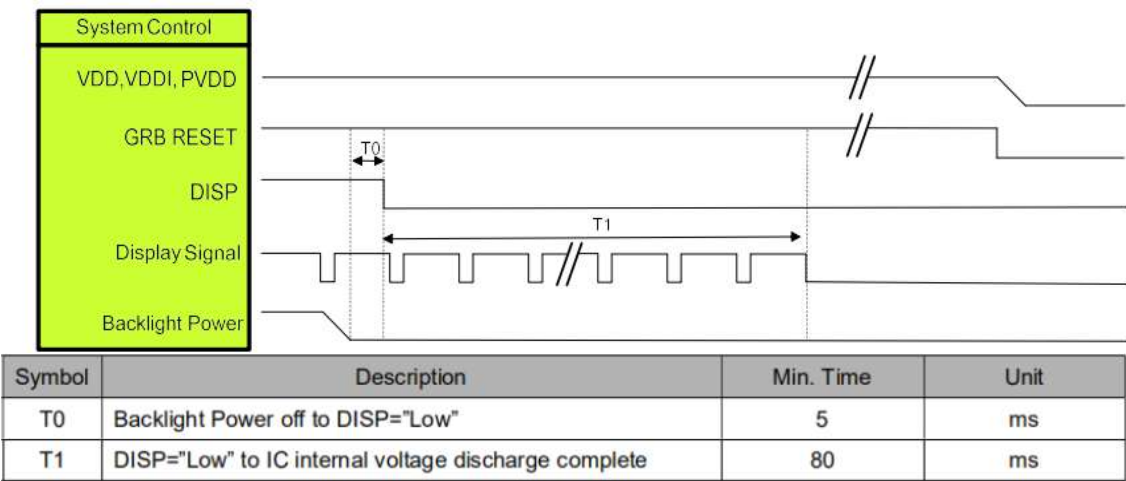 System Control
VDD,VDDI, PVDD
GRB RESET
T0
DISP
T1
Display Signal
Backlight Power
Symbol Description Min. Time Unit
T0 Backlight Power off to DISP="Low" 5 ms
T1 DISP="Low" to IC internal voltage discharge complete 80 ms